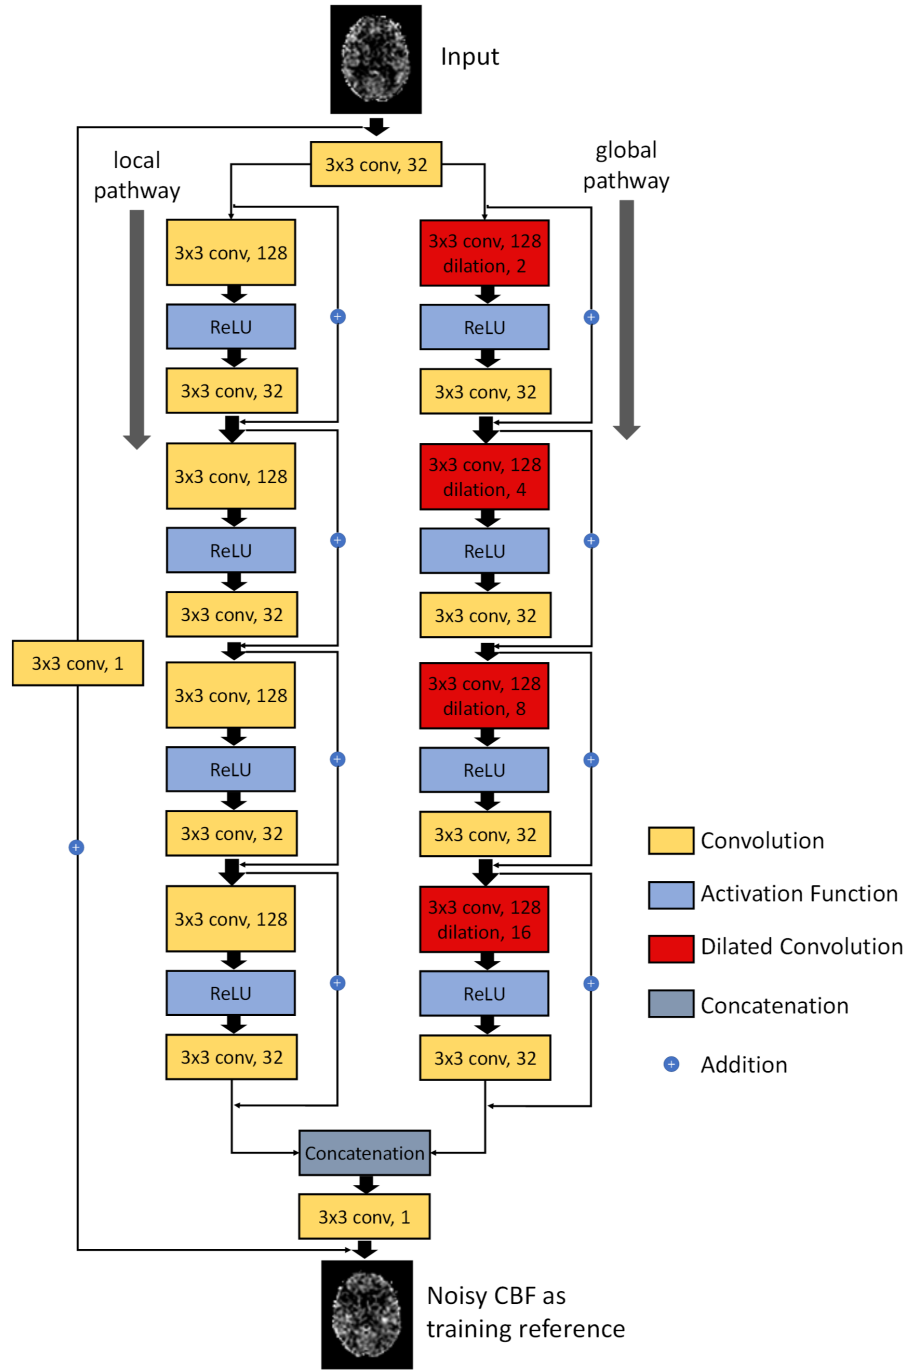 Input
3x3 conv, 32
local
pathway
global
pathway
3x3 conv, 128
ReLU
3x3 conv, 32
3x3 conv, 128
ReLU
3x3 conv, 32
3x3 conv, 128
ReLU
3x3 conv, 32
3x3 conv, 128
ReLU
3x3 conv, 32
3x3 conv, 128
dilation, 2
ReLU
3x3 conv, 32
3x3 conv, 128
dilation, 4
ReLU
3x3 conv, 32
3x3 conv, 128
dilation, 8
ReLU
3x3 conv, 32
3x3 conv, 128
dilation, 16
ReLU
3x3 conv, 32
3x3 conv, 1
+
+
+
+
+
+
+
+
+
Concatenation
3x3 conv, 1
Noisy CBF as
training reference
Convolution
Activation Function
Dilated Convolution
Concatenation
+ Addition